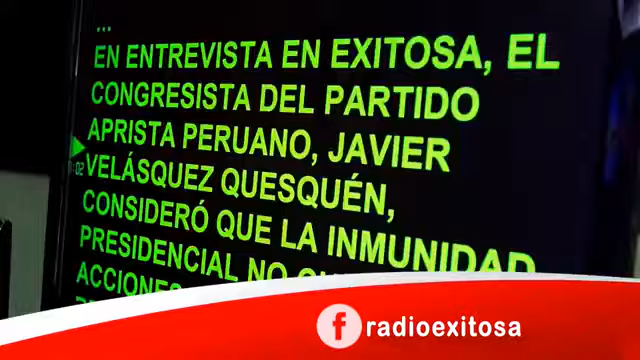 ...
EN ENTREVISTA EN EXITOSA, EL
CONGRESISTA DEL PARTIDO
APRISTA PERUANO, JAVIER
VELÁSQUEZ QUESQUÉN,
CONSIDERÓ QUE LA INMUNIDAD
PRESIDENCIAL NO
ACCIONES
radioexitosa